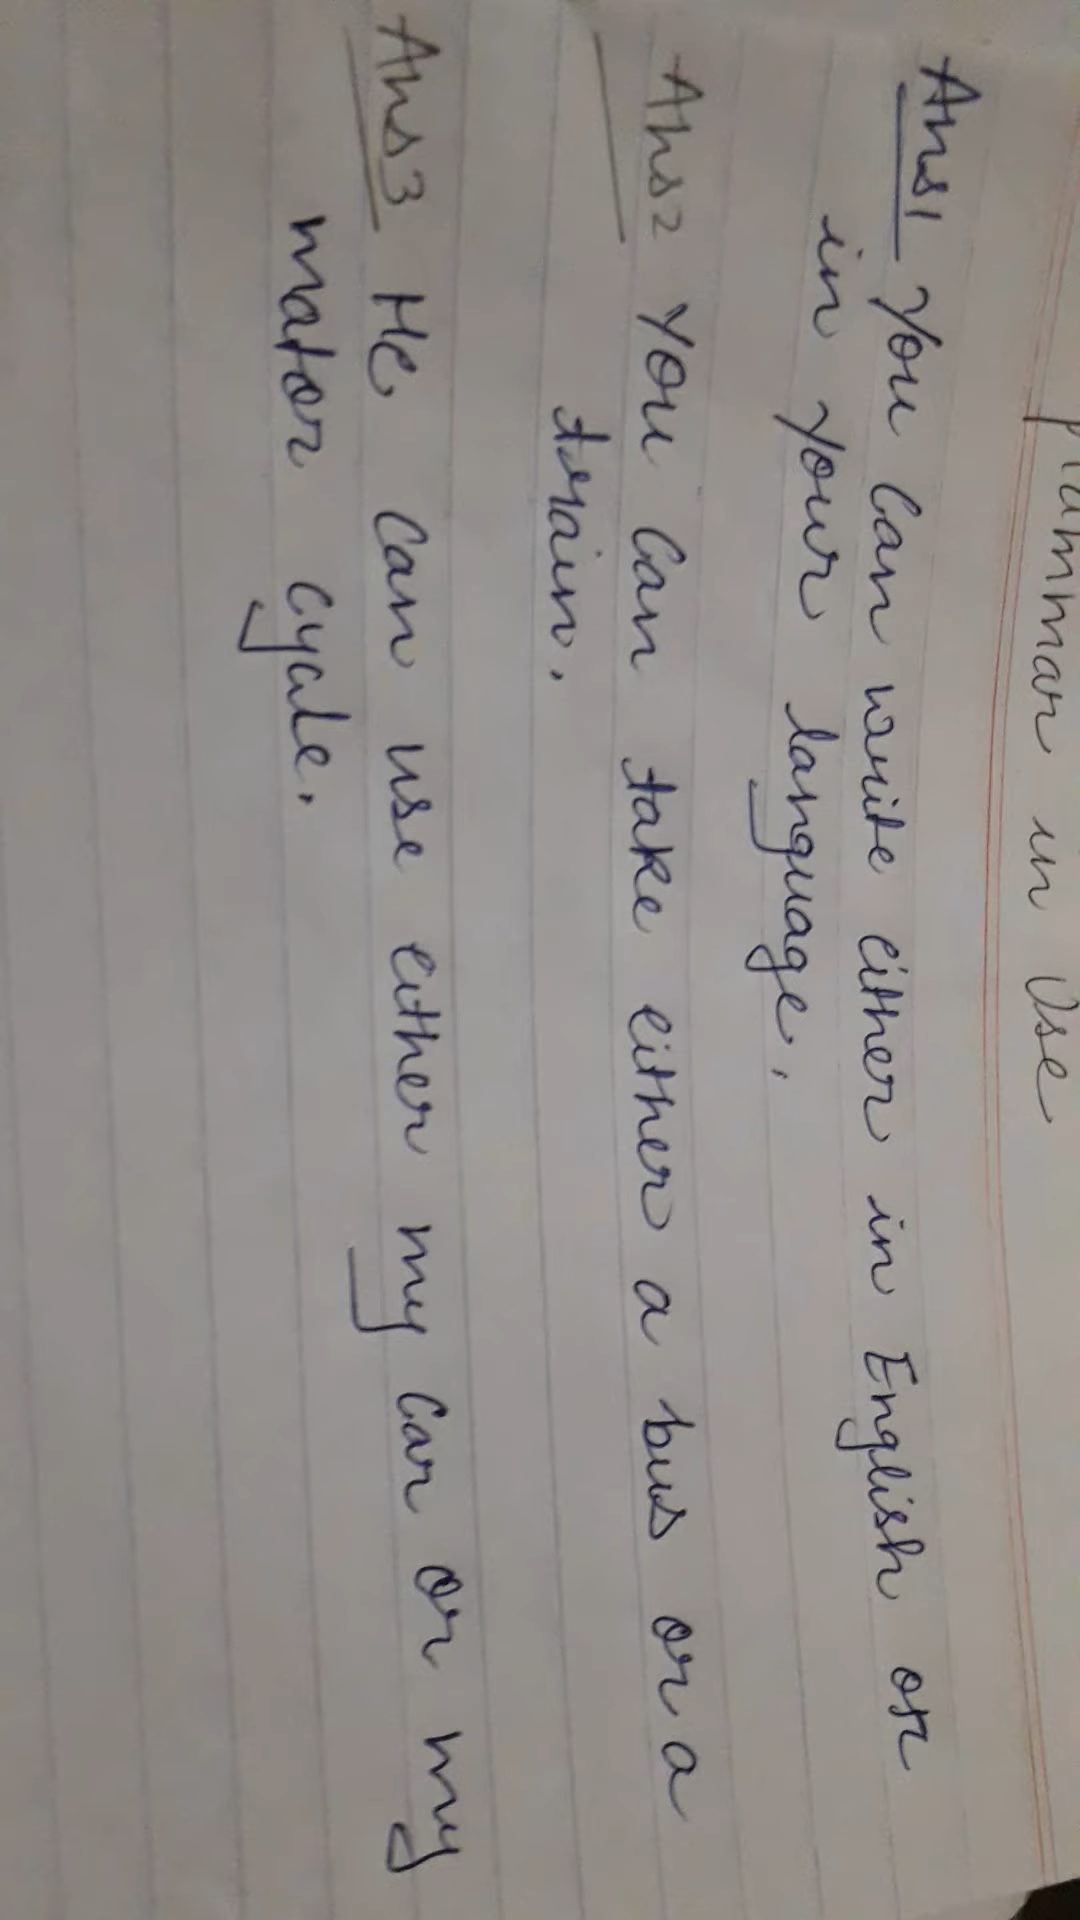 Grammar in Use
Ans1 You Can write either in English or
in your language.
Ans2 You Can take either a bus or a
train.
Ans3 He Can use either my Car or my
mator Cycle.